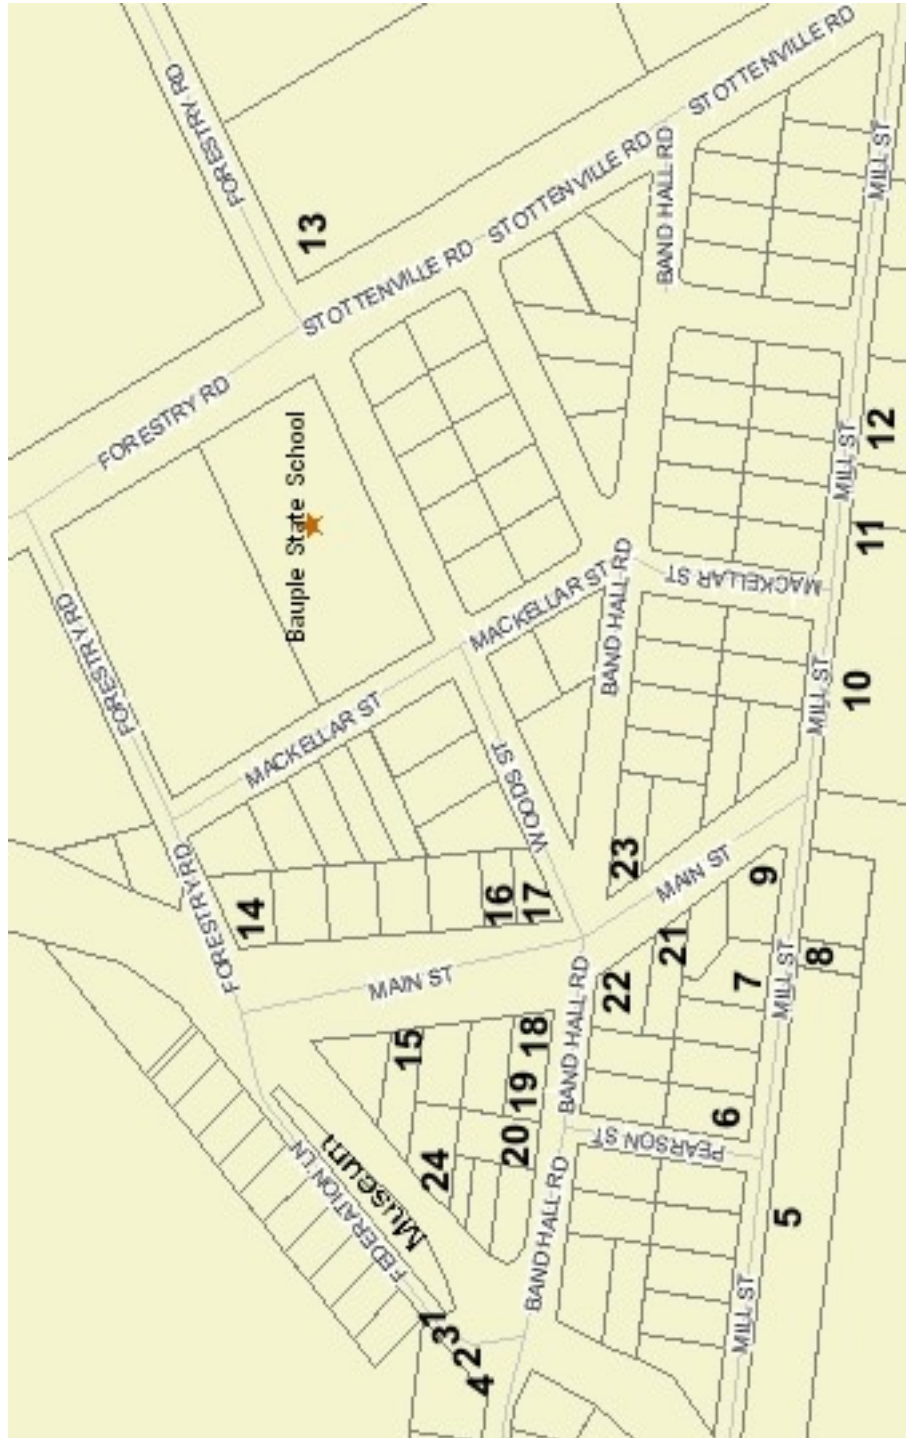 FORESTRY RD
STOTTENVILLE RD
MILL ST
13
BAND HALL RD
STOTTENVILLE RD
STOTTENVILLE RD
FORESTRY RD
Bauple State School
12
MILL ST
11
FORESTRY RD
MACKELLAR ST
BAND HALL RD
MACKELLAR ST
10
MILL ST
MACKELLAR ST
WOODS ST
23
MAIN ST
9
FORESTRY RD
14
16
17
21
8
MILL ST
7
22
MAIN ST
BAND HALL RD
15
18
19
6
20
PEARSON ST
24
Museum
FEDERATION LN
BAND HALL RD
5
MILL ST
1
3
2
4